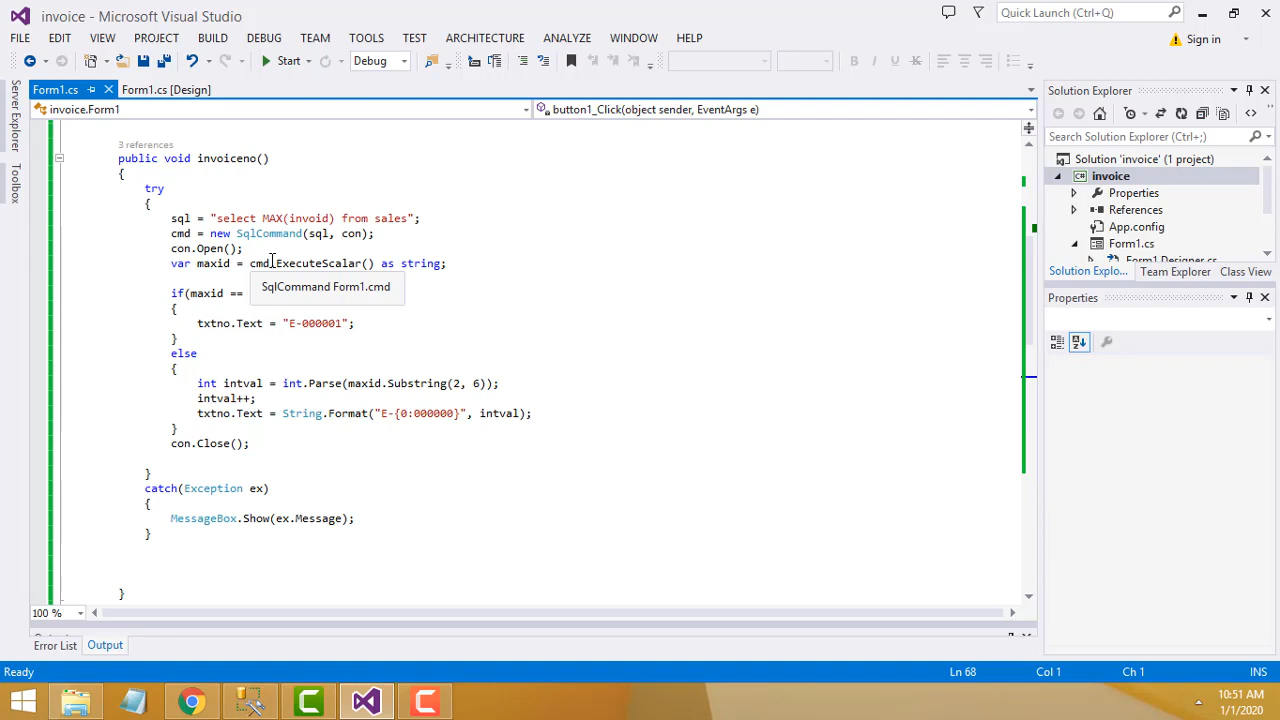 invoice - Microsoft Visual Studio
Quick Launch (Ctrl+Q)
FILE EDIT VIEW PROJECT BUILD DEBUG TEAM TOOLS TEST ARCHITECTURE ANALYZE WINDOW HELP
Sign in
Start
Debug
Form1.cs
Form1.cs [Design]
invoice.Form1
button1_Click(object sender, EventArgs e)
Server Explorer
Toolbox
3 references
public void invoiceno()
{
try
{
sql = "select MAX(invoid) from sales";
cmd = new SqlCommand(sql, con);
con.Open();
var maxid = cmd.ExecuteScalar() as string;
SqlCommand Form1.cmd
if(maxid ==
{
txtno.Text = "E-000001";
}
else
{
int intval = int.Parse(maxid.Substring(2, 6));
intval++;
txtno.Text = String.Format("E-{0:000000}", intval);
}
con.Close();
}
catch(Exception ex)
{
MessageBox.Show(ex.Message);
}
}
100 %
Error List
Output
Solution Explorer
Search Solution Explorer (Ctrl+;)
Solution 'invoice' (1 project)
invoice
Properties
References
App.config
Form1.cs
Form1.Designer.cs
Solution Explo...
Team Explorer
Class View
Properties
Ready
Ln 68
Col 1
Ch 1
INS
10:51 AM
1/1/2020